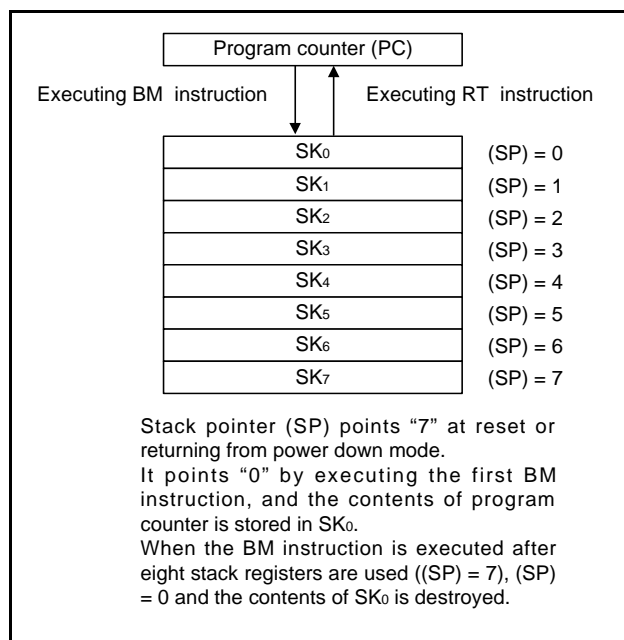 Program counter (PC)
Executing BM instruction
Executing RT instruction
SK0
(SP) = 0
SK1
(SP) = 1
SK2
(SP) = 2
SK3
(SP) = 3
SK4
(SP) = 4
SK5
(SP) = 5
SK6
(SP) = 6
SK7
(SP) = 7
Stack pointer (SP) points “7” at reset or
returning from power down mode.
It points “0” by executing the first BM
instruction, and the contents of program
counter is stored in SK0.
When the BM instruction is executed after
eight stack registers are used ((SP) = 7), (SP)
= 0 and the contents of SK0 is destroyed.